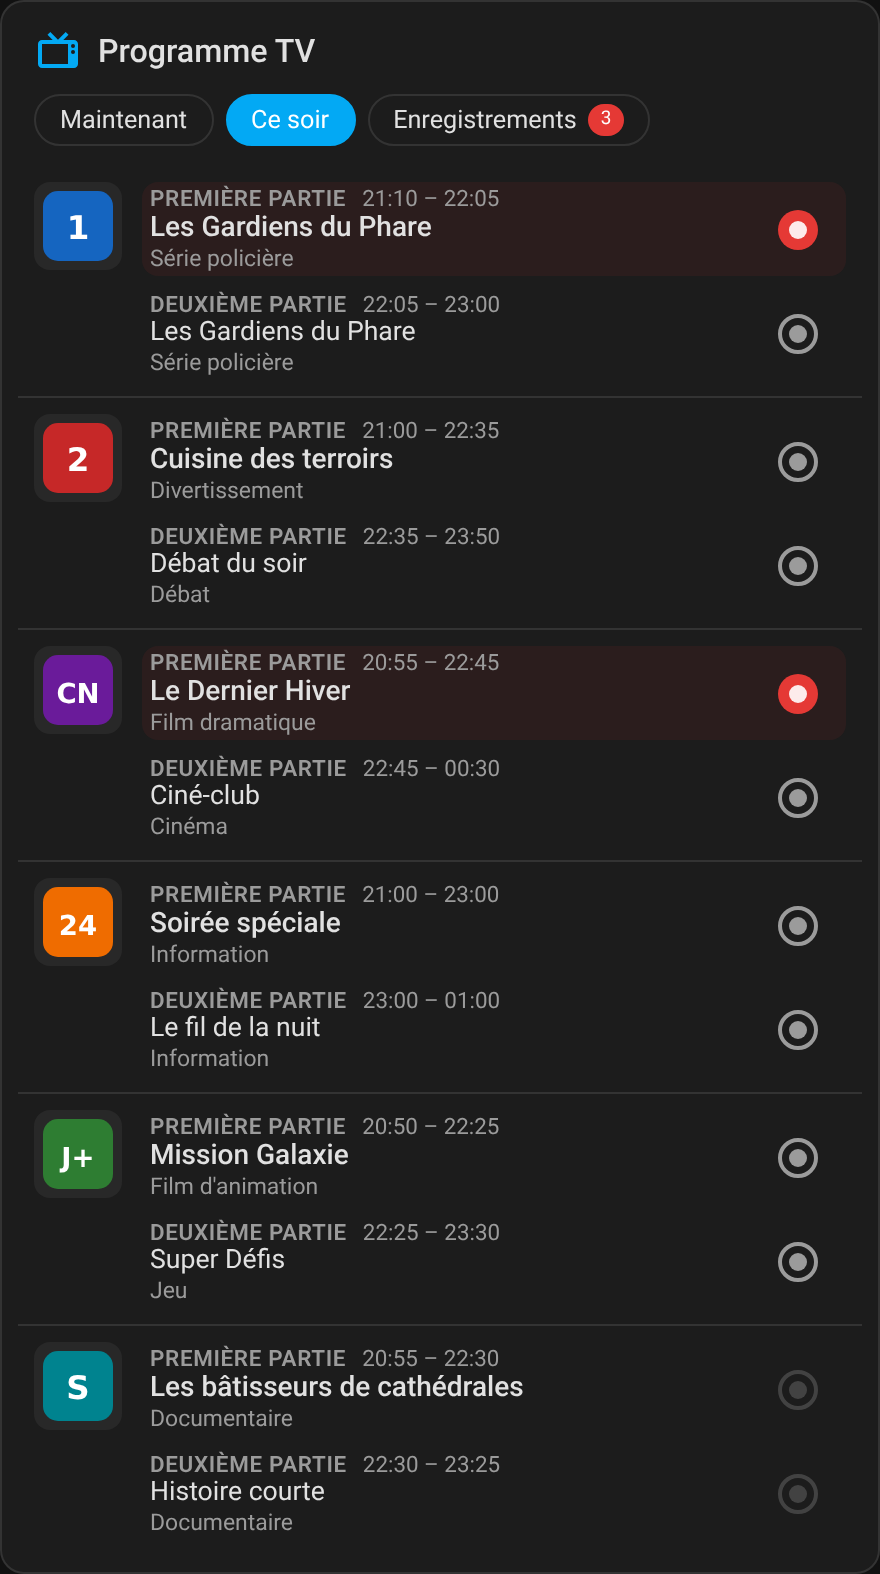 Programme TV
Maintenant
Ce soir
Enregistrements 3
1
PREMIÈRE PARTIE 21:10 – 22:05
Les Gardiens du Phare
Série policière
DEUXIÈME PARTIE 22:05 – 23:00
Les Gardiens du Phare
Série policière
2
PREMIÈRE PARTIE 21:00 – 22:35
Cuisine des terroirs
Divertissement
DEUXIÈME PARTIE 22:35 – 23:50
Débat du soir
Débat
CN
PREMIÈRE PARTIE 20:55 – 22:45
Le Dernier Hiver
Film dramatique
DEUXIÈME PARTIE 22:45 – 00:30
Ciné-club
Cinéma
24
PREMIÈRE PARTIE 21:00 – 23:00
Soirée spéciale
Information
DEUXIÈME PARTIE 23:00 – 01:00
Le fil de la nuit
Information
J+
PREMIÈRE PARTIE 20:50 – 22:25
Mission Galaxie
Film d'animation
DEUXIÈME PARTIE 22:25 – 23:30
Super Défis
Jeu
S
PREMIÈRE PARTIE 20:55 – 22:30
Les bâtisseurs de cathédrales
Documentaire
DEUXIÈME PARTIE 22:30 – 23:25
Histoire courte
Documentaire